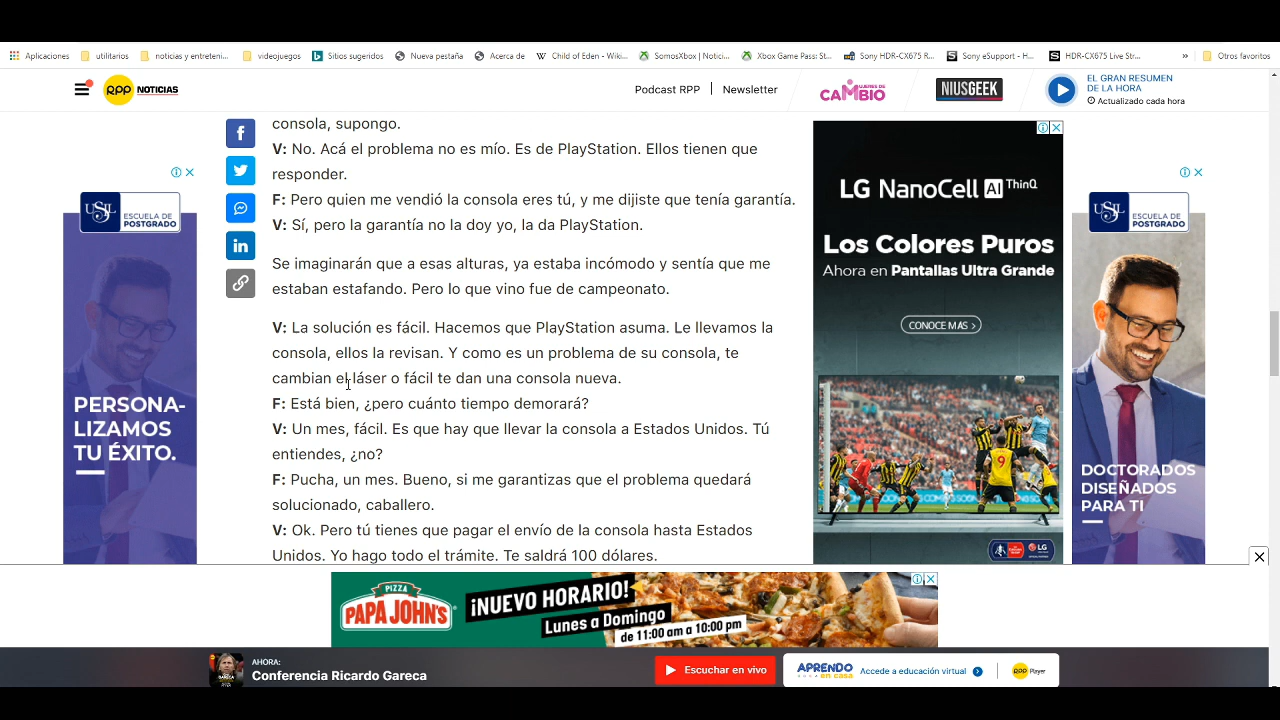 Aplicaciones utilitarios noticias y entreteni... videojuegos Sitios sugeridos Nueva pestaña Acerca de Child of Eden - Wiki... SomosXbox | Notici... Xbox Game Pass: St... Sony HDR-CX675 R... Sony eSupport - H... HDR-CX675 Live Str... » Otros favoritos
RPP NOTICIAS
Podcast RPP | Newsletter
MUJERES DE CAMBIO
NIUSGEEK
EL GRAN RESUMEN
DE LA HORA
Actualizado cada hora
consola, supongo.
V: No. Acá el problema no es mío. Es de PlayStation. Ellos tienen que
responder.
F: Pero quien me vendió la consola eres tú, y me dijiste que tenía garantía.
V: Sí, pero la garantía no la doy yo, la da PlayStation.
Se imaginarán que a esas alturas, ya estaba incómodo y sentía que me
estaban estafando. Pero lo que vino fue de campeonato.
V: La solución es fácil. Hacemos que PlayStation asuma. Le llevamos la
consola, ellos la revisan. Y como es un problema de su consola, te
cambian el láser o fácil te dan una consola nueva.
F: Está bien, ¿pero cuánto tiempo demorará?
V: Un mes, fácil. Es que hay que llevar la consola a Estados Unidos. Tú
entiendes, ¿no?
F: Pucha, un mes. Bueno, si me garantizas que el problema quedará
solucionado, caballero.
V: Ok. Pero tú tienes que pagar el envío de la consola hasta Estados
Unidos. Yo hago todo el trámite. Te saldrá 100 dólares.
USIL ESCUELA DE
POSTGRADO
PERSONA-
LIZAMOS
TU ÉXITO.
LG NanoCell AI ThinQ
Los Colores Puros
Ahora en Pantallas Ultra Grande
CONOCE MAS >
LG
USIL ESCUELA DE
POSTGRADO
DOCTORADOS
DISEÑADOS
PARA TI
PIZZA
PAPA JOHN'S
¡NUEVO HORARIO!
Lunes a Domingo
de 11:00 am a 10:00 pm
AHORA:
Conferencia Ricardo Gareca
Escuchar en vivo
APRENDO
en casa
Accede a educación virtual
RPP Player